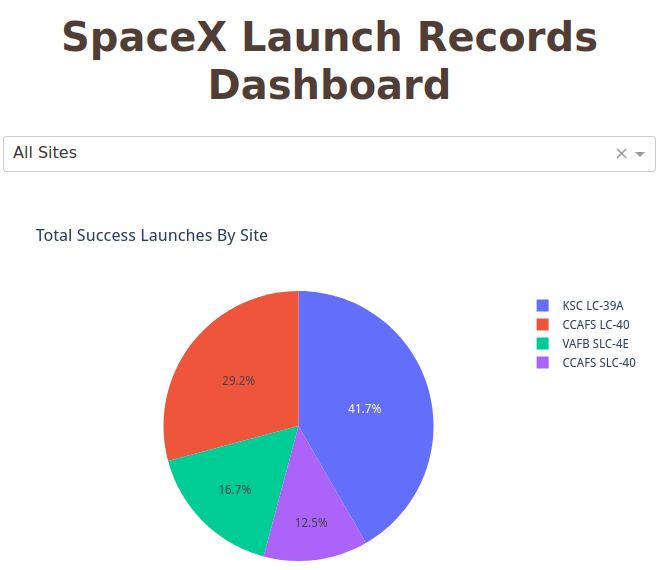 SpaceX Launch Records
Dashboard
All Sites
Total Success Launches By Site
KSC LC-39A
CCAFS LC-40
VAFB SLC-4E
CCAFS SLC-40
29.2%
41.7%
16.7%
12.5%